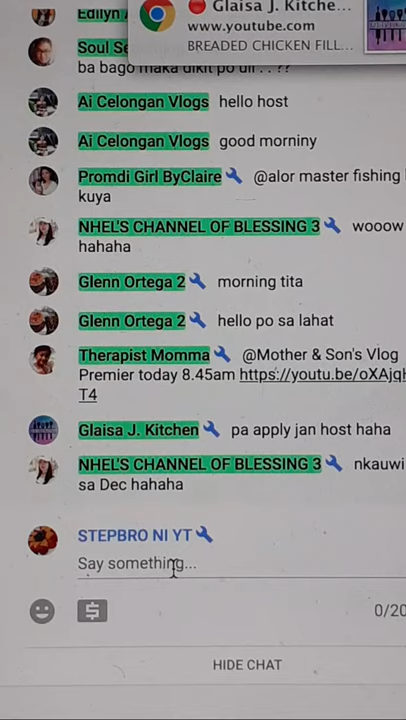 Glaisa J. Kitche...
www.youtube.com
BREADED CHICKEN FILL...
Edilyn
Soul Se
ba bago maka dikit po uli . . ??
Ai Celongan Vlogs hello host
Ai Celongan Vlogs good morniny
Promdi Girl ByClaire @alor master fishing
kuya
NHEL'S CHANNEL OF BLESSING 3 wooow
hahaha
Glenn Ortega 2 morning tita
Glenn Ortega 2 hello po sa lahat
Therapist Momma @Mother & Son's Vlog
Premier today 8.45am https://youtu.be/oXAjqH
T4
Glaisa J. Kitchen pa apply jan host haha
NHEL'S CHANNEL OF BLESSING 3 nkauwi
sa Dec hahaha
STEPBRO NI YT
Say something...
0/20
HIDE CHAT